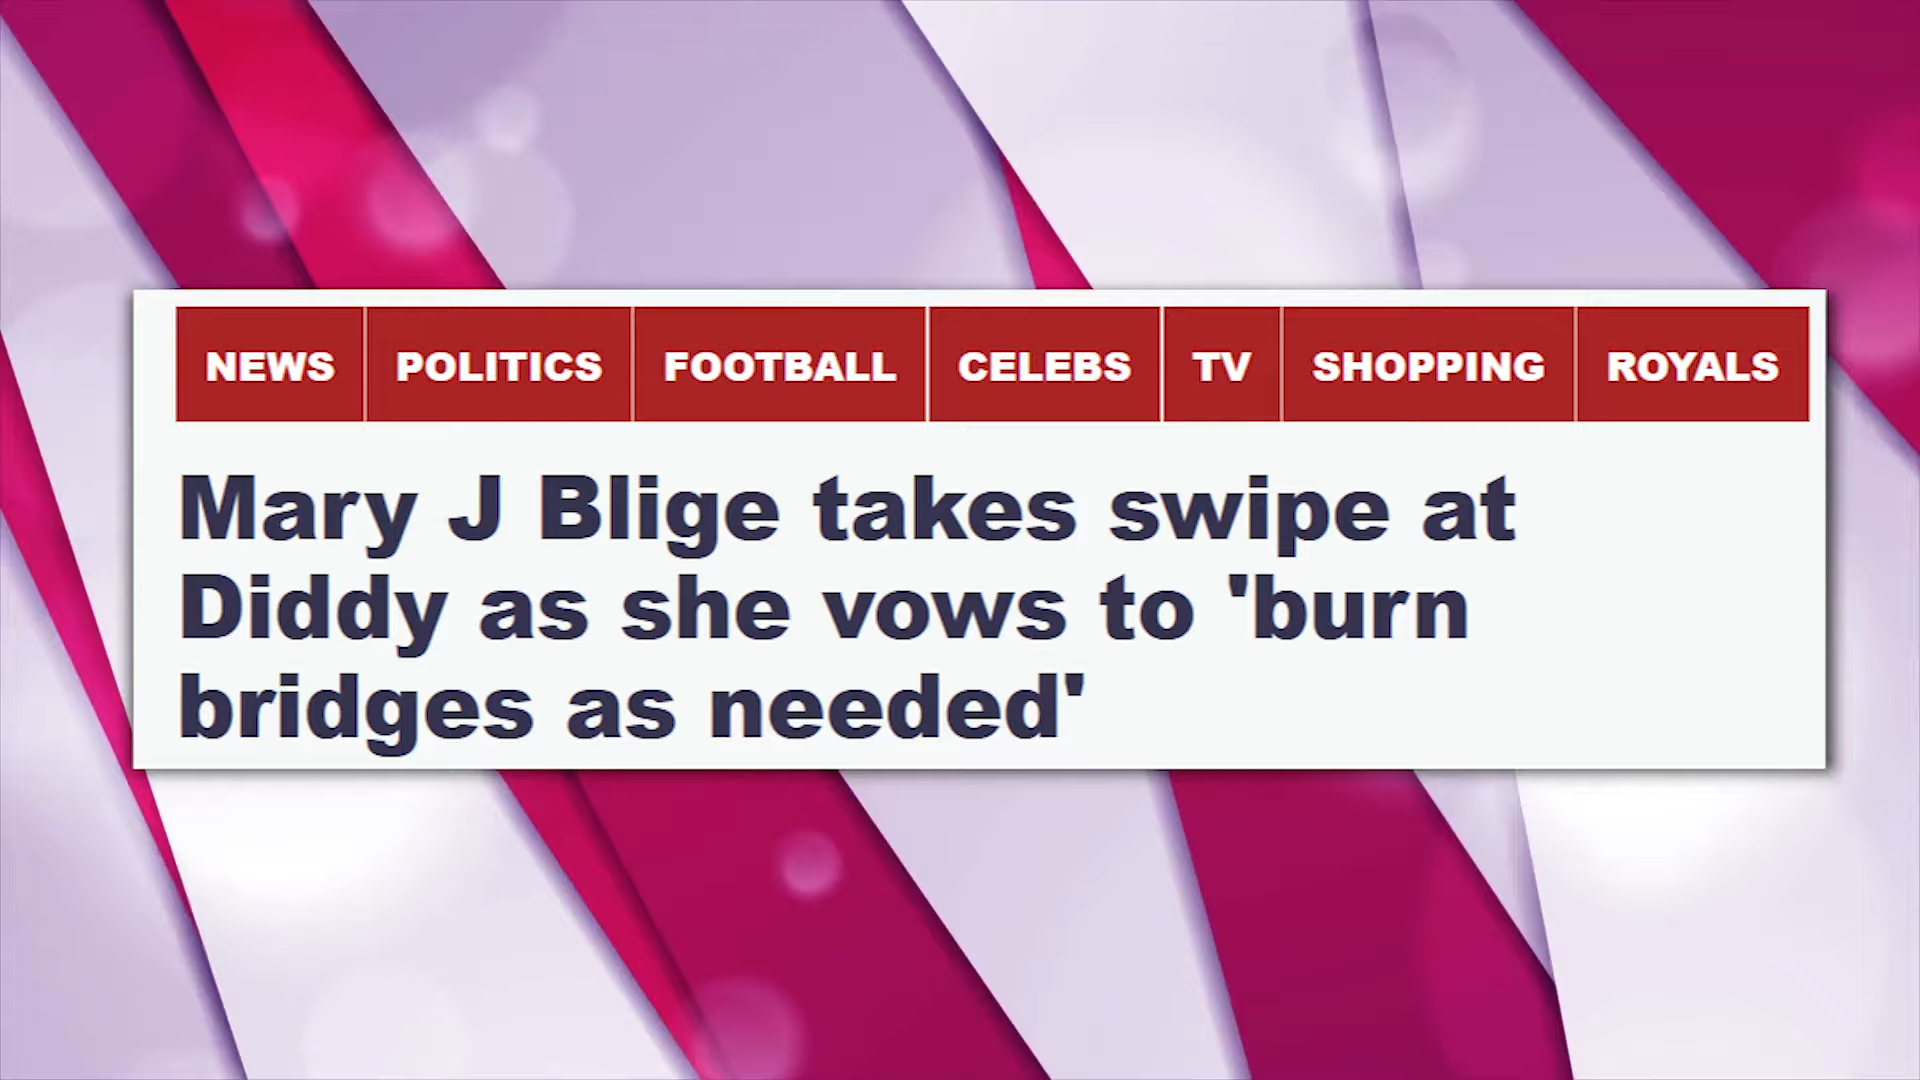 NEWS POLITICS FOOTBALL CELEBS TV SHOPPING ROYALS
Mary J Blige takes swipe at
Diddy as she vows to 'burn
bridges as needed'